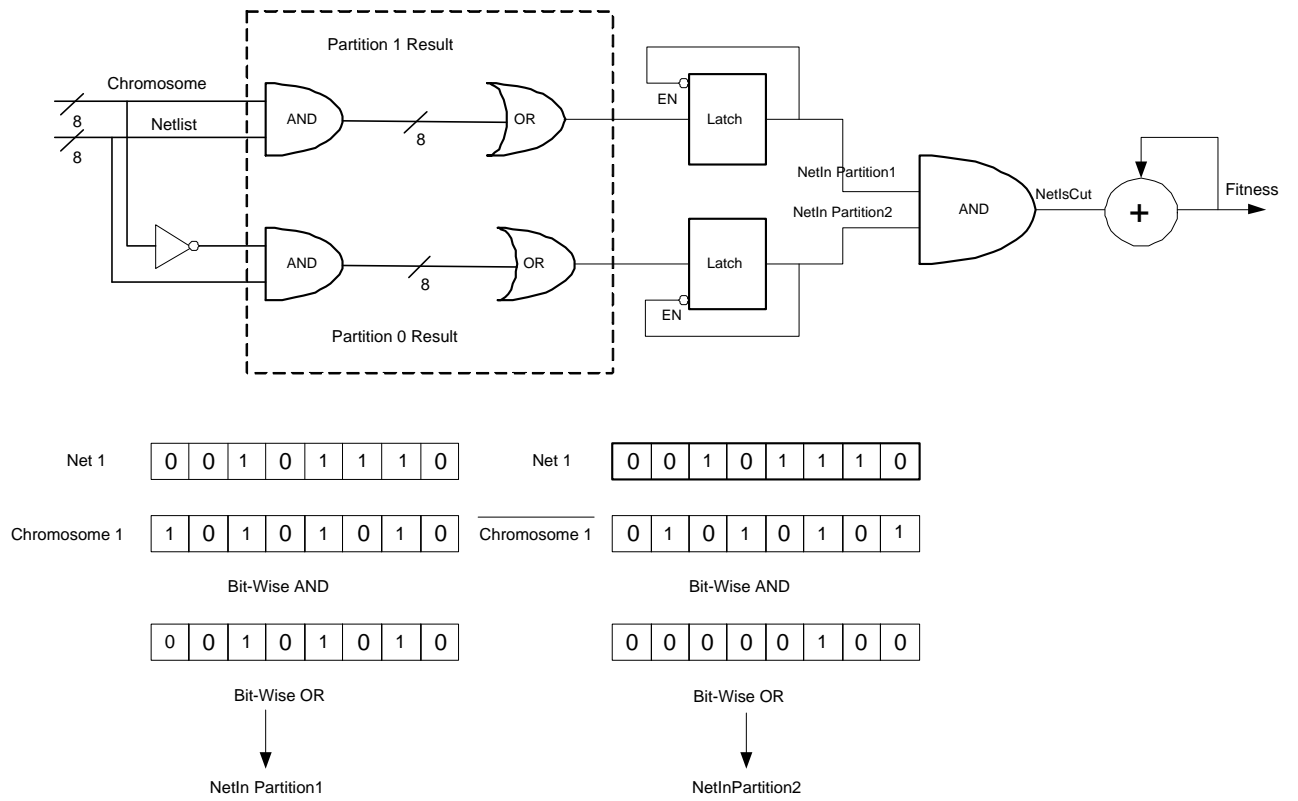 Partition 1 Result
Chromosome
8
Netlist
8
AND
8
OR
EN
Latch
NetIn Partition1
NetIn Partition2
AND
NetIsCut
+
Fitness
AND
8
OR
Latch
EN
Partition 0 Result
Net 1 0 0 1 0 1 1 1 0
Net 1 0 0 1 0 1 1 1 0
Chromosome 1 1 0 1 0 1 0 1 0
Chromosome 1 0 1 0 1 0 1 0 1
Bit-Wise AND
Bit-Wise AND
0 0 1 0 1 0 1 0
0 0 0 0 0 1 0 0
Bit-Wise OR
Bit-Wise OR
NetIn Partition1
NetInPartition2